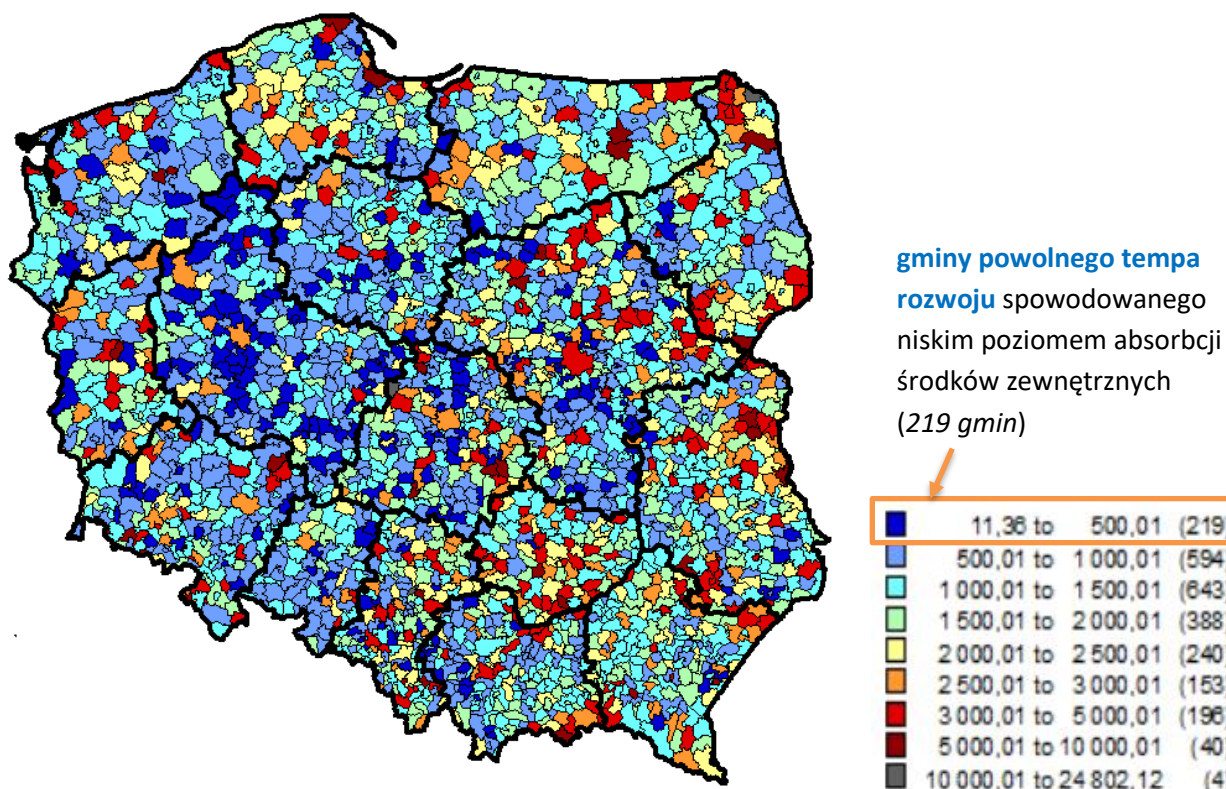 gminy powolnego tempa
rozwoju spowodowanego
niskim poziomem absorbcji
środków zewnętrznych
(219 gmin)
11,36 to 500,01 (219
500,01 to 1 000,01 (594
1 000,01 to 1 500,01 (643
1 500,01 to 2 000,01 (388
2 000,01 to 2 500,01 (240
2 500,01 to 3 000,01 (153
3 000,01 to 5 000,01 (196
5 000,01 to 10 000,01 (40
10 000,01 to 24 802,12 (4